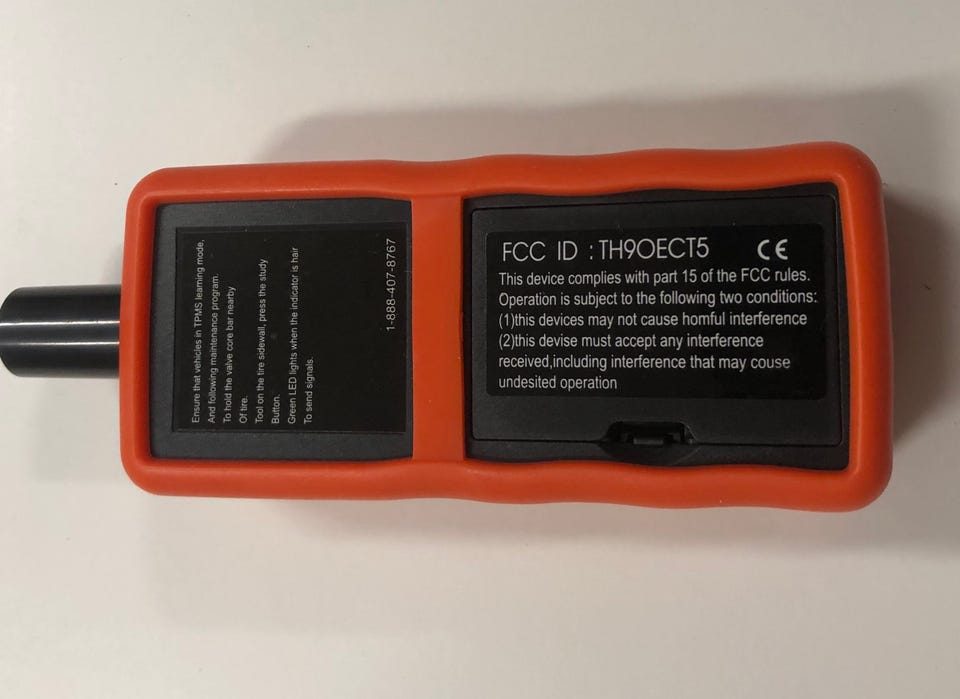 Ensure that vehicles in TPMS learning mode,
And following maintenance program.
To hold the valve core bar nearby
Of tire.
Tool on the tire sidewall, press the study
Button.
Green LED lights when the indicator is hair
To send signals.
1-888-407-8767
FCC ID :TH9OECT5 CE
This device complies with part 15 of the FCC rules.
Operation is subject to the following two conditions:
(1)this devices may not cause homful interference
(2)this devise must accept any interference
received,including interference that may couse
undesited operation